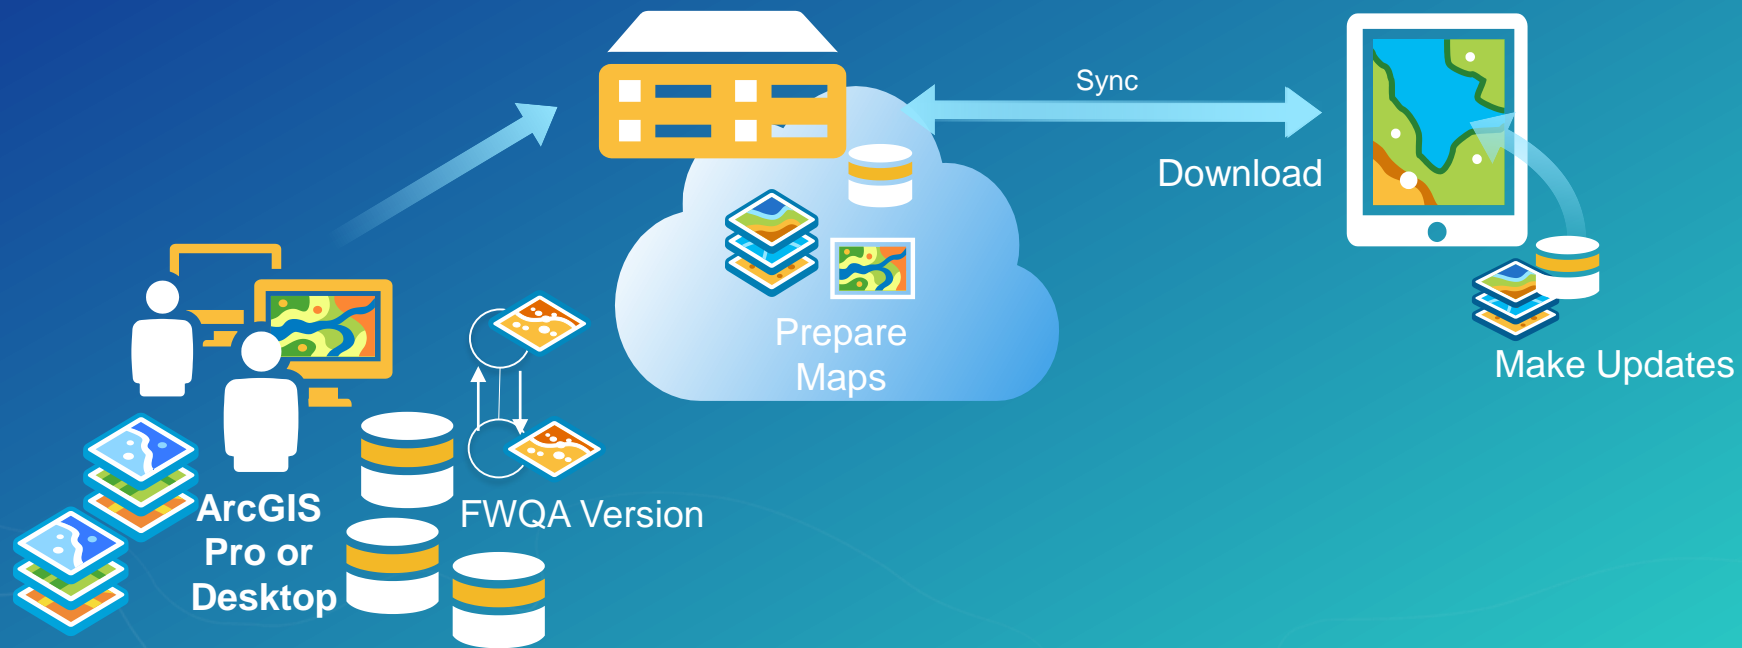 Sync
Download
Prepare
Maps
Make Updates
ArcGIS
Pro or
Desktop
FWQA Version